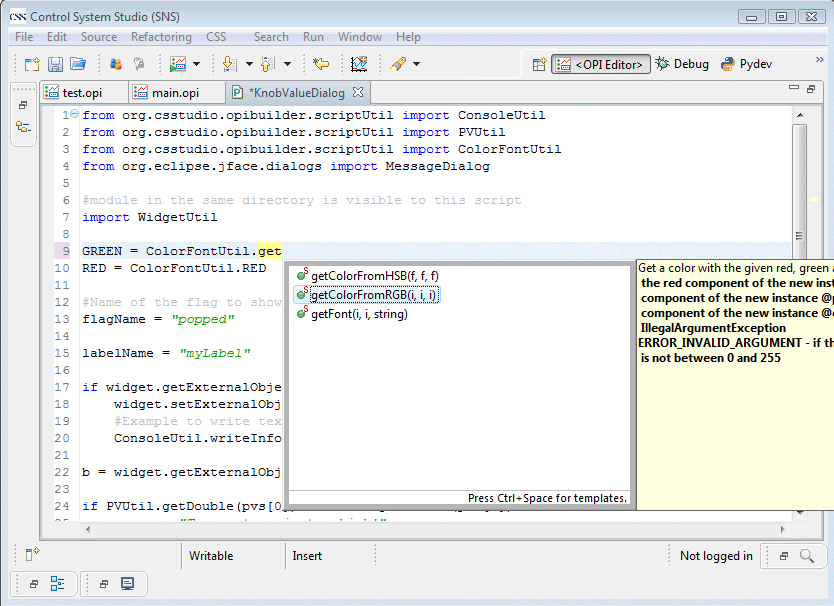 CSS Control System Studio (SNS)
File Edit Source Refactoring CSS Search Run Window Help
<OPI Editor> Debug Pydev
test.opi main.opi *KnobValueDialog
1 from org.csstudio.opibuilder.scriptUtil import ConsoleUtil
2 from org.csstudio.opibuilder.scriptUtil import PVUtil
3 from org.csstudio.opibuilder.scriptUtil import ColorFontUtil
4 from org.eclipse.jface.dialogs import MessageDialog
5
6 #module in the same directory is visible to this script
7 import WidgetUtil
8
9 GREEN = ColorFontUtil.get
10 RED = ColorFontUtil.RED
11
12 #Name of the flag to show
13 flagName = "popped"
14
15 labelName = "myLabel"
16
17 if widget.getExternalObje
18 widget.setExternalObj
19 #Example to write tex
20 ConsoleUtil.writeInfo
21
22 b = widget.getExternalObj
23
24 if PVUtil.getDouble(pvs[0
getColorFromHSB(f, f, f)
getColorFromRGB(i, i, i)
getFont(i, i, string)
Press Ctrl+Space for templates.
Get a color with the given red, green a
the red component of the new inst
component of the new instance @p
component of the new instance @
IllegalArgumentException
ERROR_INVALID_ARGUMENT - if th
is not between 0 and 255
Writable Insert Not logged in